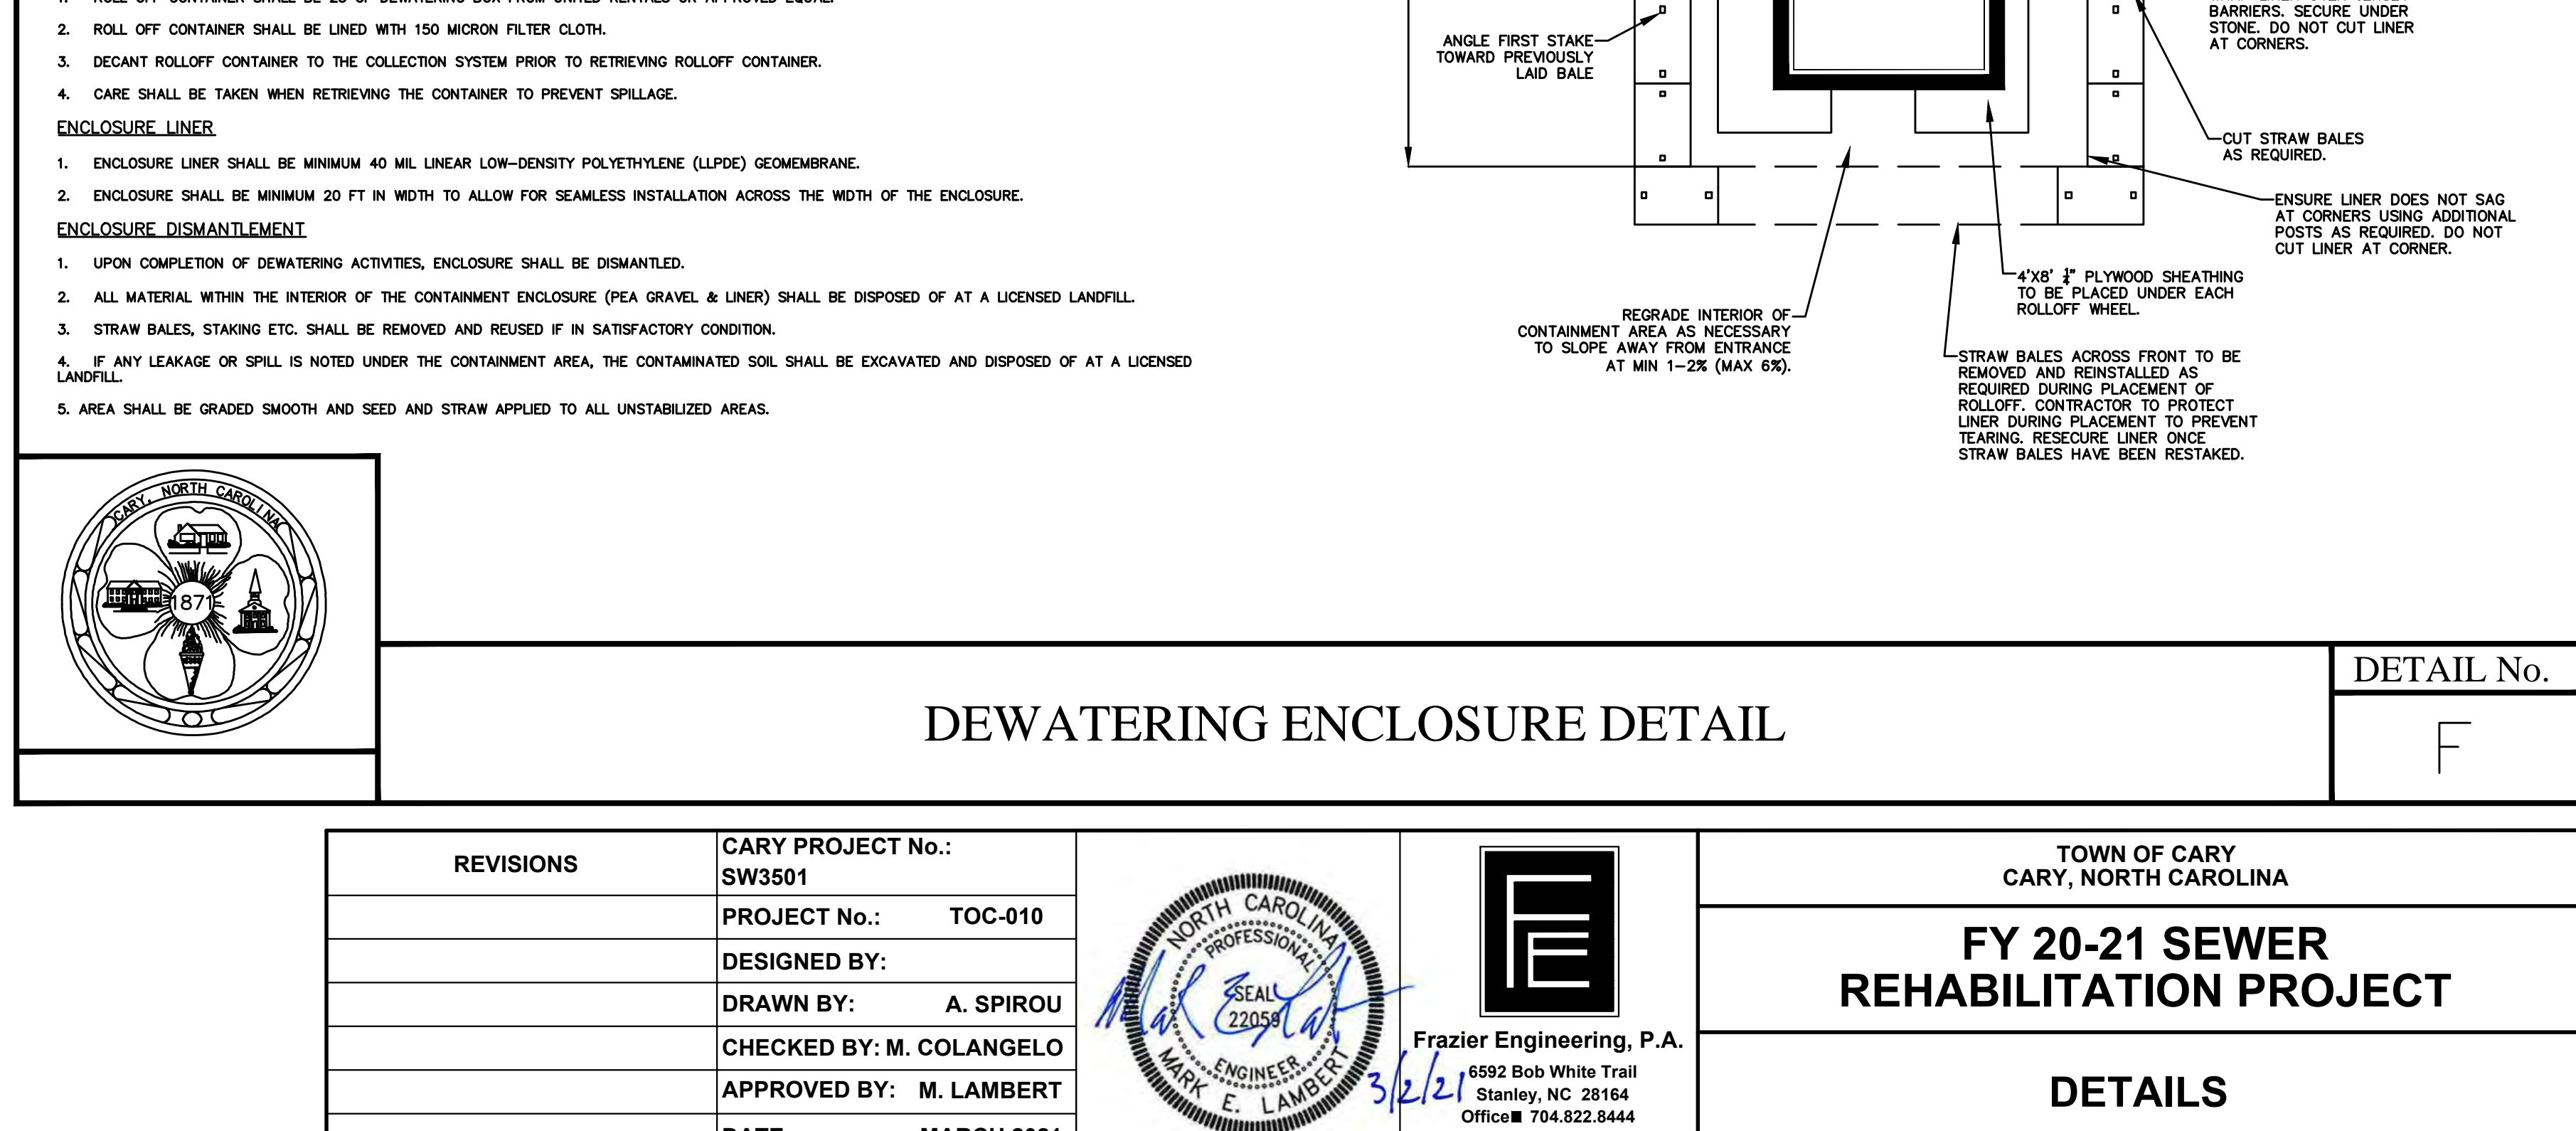 2. ROLL OFF CONTAINER SHALL BE LINED WITH 150 MICRON FILTER CLOTH.
3. DECANT ROLLOFF CONTAINER TO THE COLLECTION SYSTEM PRIOR TO RETRIEVING ROLLOFF CONTAINER.
4. CARE SHALL BE TAKEN WHEN RETRIEVING THE CONTAINER TO PREVENT SPILLAGE.
ENCLOSURE LINER
1. ENCLOSURE LINER SHALL BE MINIMUM 40 MIL LINEAR LOW-DENSITY POLYETHYLENE (LLPDE) GEOMEMBRANE.
2. ENCLOSURE SHALL BE MINIMUM 20 FT IN WIDTH TO ALLOW FOR SEAMLESS INSTALLATION ACROSS THE WIDTH OF THE ENCLOSURE.
ENCLOSURE DISMANTLEMENT
1. UPON COMPLETION OF DEWATERING ACTIVITIES, ENCLOSURE SHALL BE DISMANTLED.
2. ALL MATERIAL WITHIN THE INTERIOR OF THE CONTAINMENT ENCLOSURE (PEA GRAVEL & LINER) SHALL BE DISPOSED OF AT A LICENSED LANDFILL.
3. STRAW BALES, STAKING ETC. SHALL BE REMOVED AND REUSED IF IN SATISFACTORY CONDITION.
4. IF ANY LEAKAGE OR SPILL IS NOTED UNDER THE CONTAINMENT AREA, THE CONTAMINATED SOIL SHALL BE EXCAVATED AND DISPOSED OF AT A LICENSED
LANDFILL.
5. AREA SHALL BE GRADED SMOOTH AND SEED AND STRAW APPLIED TO ALL UNSTABILIZED AREAS.
ANGLE FIRST STAKE
TOWARD PREVIOUSLY
LAID BALE
BARRIERS. SECURE UNDER
STONE. DO NOT CUT LINER
AT CORNERS.
CUT STRAW BALES
AS REQUIRED.
ENSURE LINER DOES NOT SAG
AT CORNERS USING ADDITIONAL
POSTS AS REQUIRED. DO NOT
CUT LINER AT CORNER.
4'X8' PLYWOOD SHEATHING
TO BE PLACED UNDER EACH
ROLLOFF WHEEL.
REGRADE INTERIOR OF
CONTAINMENT AREA AS NECESSARY
TO SLOPE AWAY FROM ENTRANCE
AT MIN 1-2% (MAX 6%).
STRAW BALES ACROSS FRONT TO BE
REMOVED AND REINSTALLED AS
REQUIRED DURING PLACEMENT OF
ROLLOFF. CONTRACTOR TO PROTECT
LINER DURING PLACEMENT TO PREVENT
TEARING. RESECURE LINER ONCE
STRAW BALES HAVE BEEN RESTAKED.
CARY, NORTH CAROLINA
1871
DEWATERING ENCLOSURE DETAIL
DETAIL No.
F
REVISIONS
CARY PROJECT No.:
SW3501
PROJECT No.: TOC-010
DESIGNED BY:
DRAWN BY: A. SPIROU
CHECKED BY: M. COLANGELO
APPROVED BY: M. LAMBERT
NORTH CAROLINA
PROFESSIONAL
SEAL
22059
ENGINEER
MARK E. LAMBERT
3/2/21
Frazier Engineering, P.A.
6592 Bob White Trail
Stanley, NC 28164
Office■ 704.822.8444
TOWN OF CARY
CARY, NORTH CAROLINA
FY 20-21 SEWER
REHABILITATION PROJECT
DETAILS